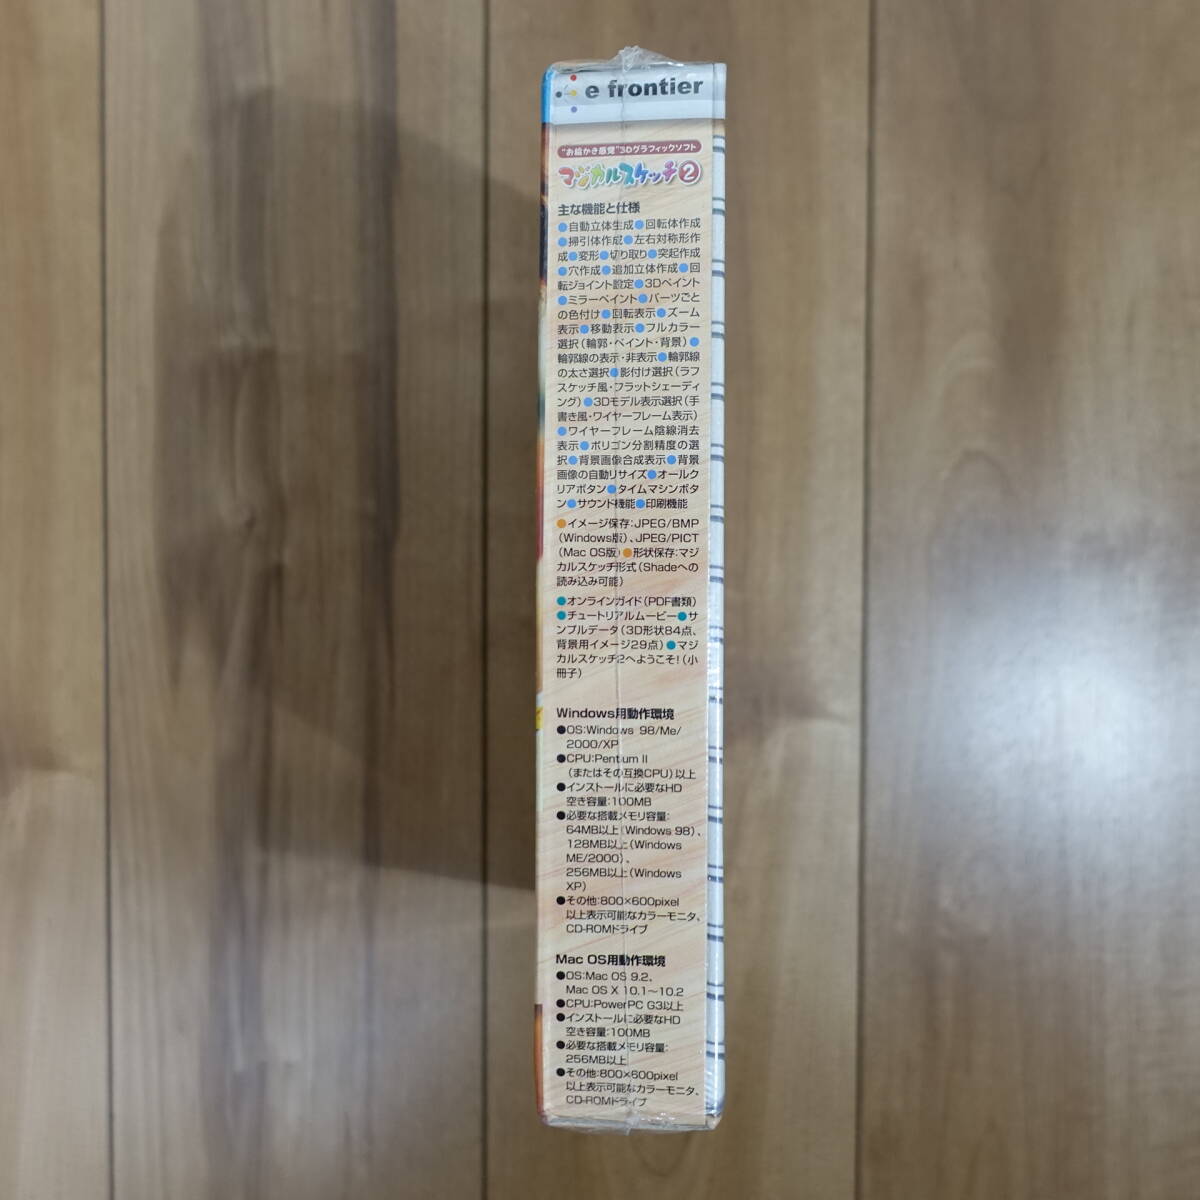 e frontier
"お絵かき感覚"3Dグラフィックソフト
マジカルスケッチ2
主な機能と仕様
●自動立体生成●回転体作成
●掃引体作成●左右対称形作
成●変形●切り取り●突起作成
●穴作成●追加立体作成●回
転ジョイント設定●3Dペイント
●ミラーペイント●パーツごと
の色付け●回転表示●ズーム
表示●移動表示●フルカラー
選択(輪郭・ペイント・背景)●
輪郭線の表示・非表示●輪郭線
の太さ選択●影付け選択(ラフ
スケッチ風・フラットシェーディ
ング)●3Dモデル表示選択(手
書き風・ワイヤーフレーム表示)
●ワイヤーフレーム陰線消去
表示●ポリゴン分割精度の選
択●背景画像合成表示●背景
画像の自動リサイズ●オールク
リアボタン●タイムマシンボタ
ン●サウンド機能●印刷機能
●イメージ保存:JPEG/BMP
(Windows版)、JPEG/PICT
(Mac OS版)●形状保存:マジ
カルスケッチ形式(Shadeへの
読み込み可能)
●オンラインガイド(PDF書類)
●チュートリアルムービー●サ
ンプルデータ(3D形状84点、
背景用イメージ29点)●マジ
カルスケッチ2へようこそ!(小
冊子)
Windows用動作環境
●OS:Windows 98/Me/
2000/XP
●CPU:Pentium II
(またはその互換CPU)以上
●インストールに必要なHD
空き容量:100MB
●必要な搭載メモリ容量:
64MB以上(Windows 98)、
128MB以上(Windows
ME/2000)、
256MB以上(Windows
XP)
●その他:800×600pixel
以上表示可能なカラーモニタ、
CD-ROMドライブ
Mac OS用動作環境
●OS:Mac OS 9.2、
Mac OS X 10.1～10.2
●CPU:PowerPC G3以上
●インストールに必要なHD
空き容量:100MB
●必要な搭載メモリ容量:
256MB以上
●その他:800×600pixel
以上表示可能なカラーモニタ、
CD-ROMドライブ